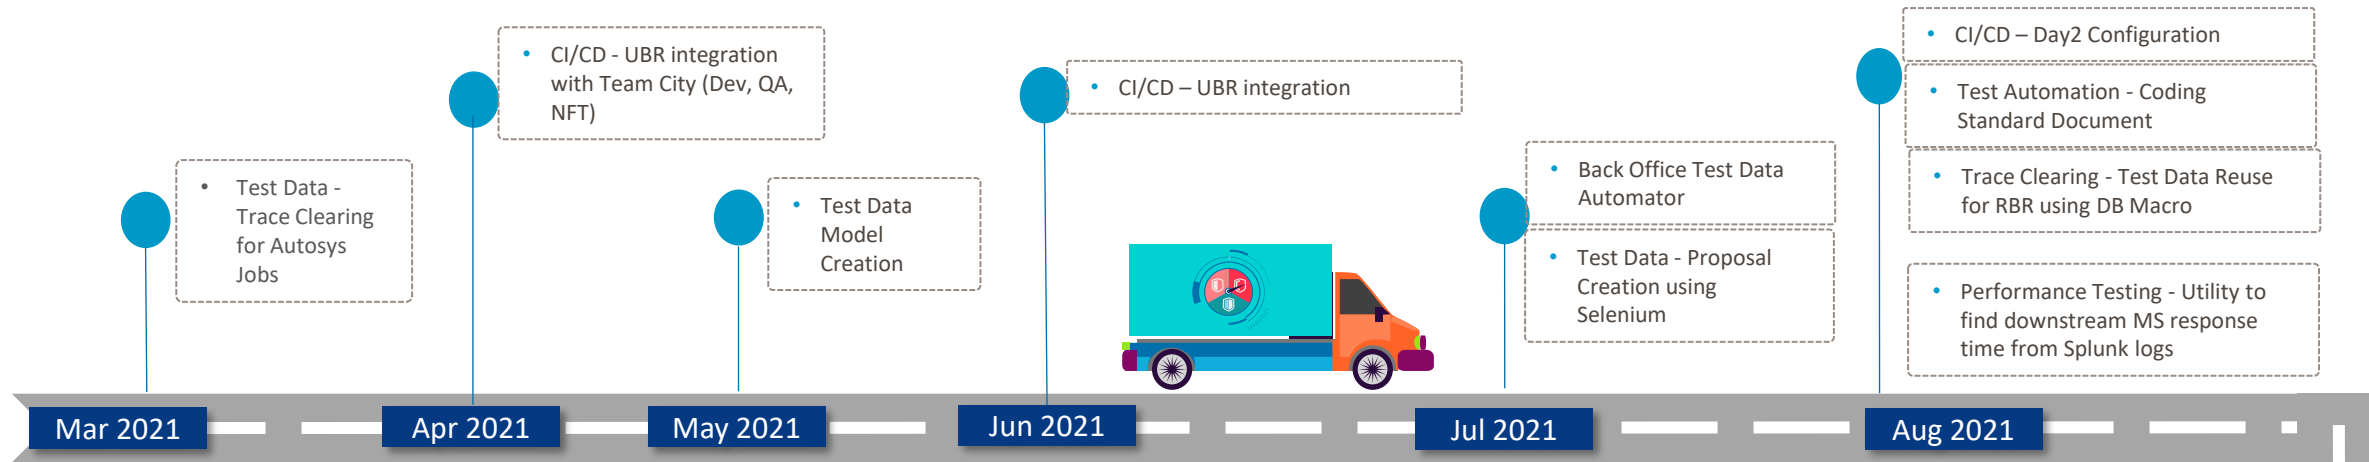 • Test Data -
Trace Clearing
for Autosys
Jobs
• CI/CD - UBR integration
with Team City (Dev, QA,
NFT)
• Test Data
Model
Creation
• CI/CD – UBR integration
• Back Office Test Data
Automator
• Test Data - Proposal
Creation using
Selenium
• CI/CD – Day2 Configuration
• Test Automation - Coding
Standard Document
• Trace Clearing - Test Data Reuse
for RBR using DB Macro
• Performance Testing - Utility to
find downstream MS response
time from Splunk logs
Mar 2021
Apr 2021
May 2021
Jun 2021
Jul 2021
Aug 2021